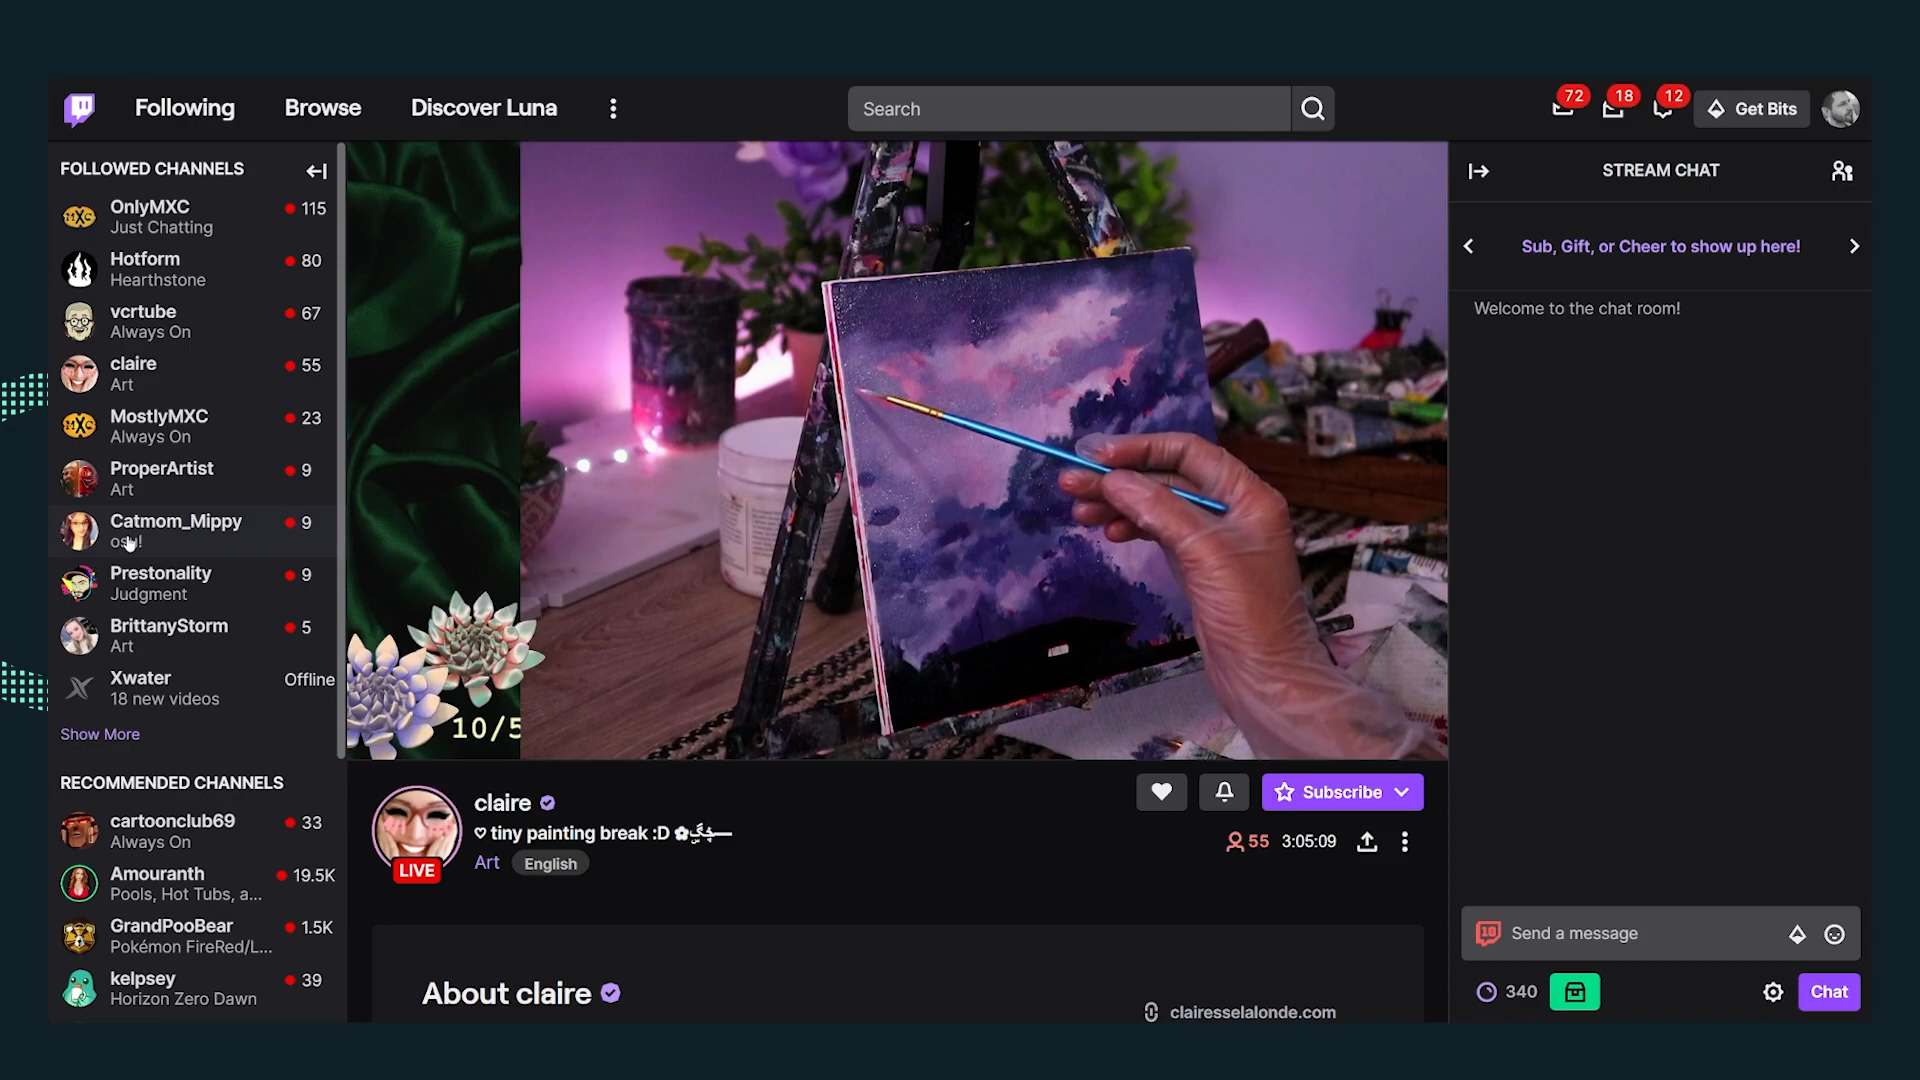 Following
Browse
Discover Luna
Search
72
18
12
Get Bits
FOLLOWED CHANNELS
OnlyMXC
115
Just Chatting
Hotform
80
Hearthstone
vcrtube
67
Always On
claire
55
Art
MostlyMXC
23
Always On
ProperArtist
9
Art
Catmom_Mippy
9
Prestonality
9
Judgment
BrittanyStorm
5
Art
Xwater
Offline
18 new videos
Show More
RECOMMENDED CHANNELS
cartoonclub69
33
Always On
Amouranth
19.5K
Pools, Hot Tubs, a...
GrandPooBear
1.5K
Pokémon FireRed/L...
kelpsey
39
Horizon Zero Dawn
10/5
LIVE
claire
♡ tiny painting break :D
Art
English
Subscribe
55
3:05:09
About claire
clairesselalonde.com
STREAM CHAT
Sub, Gift, or Cheer to show up here!
Welcome to the chat room!
Send a message
340
Chat